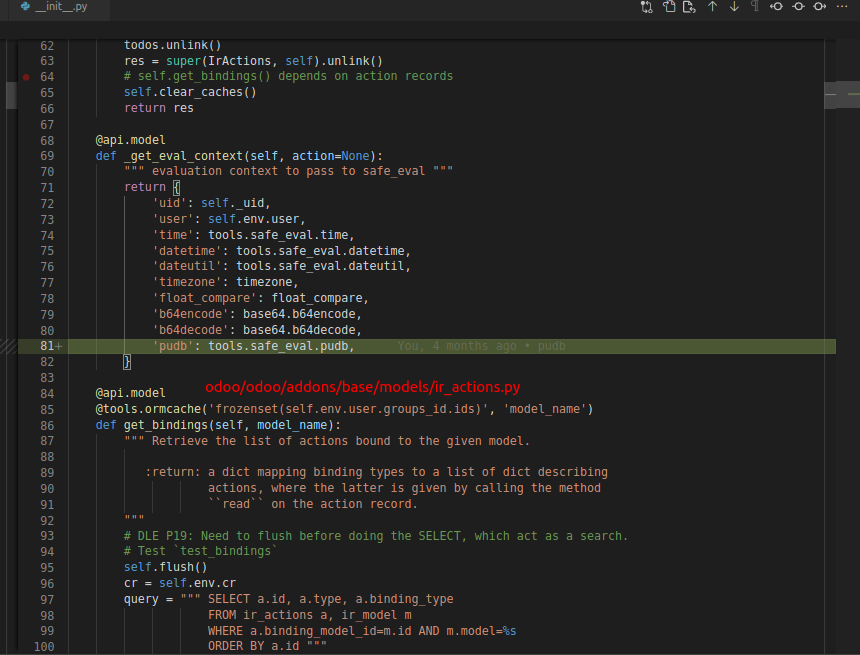 __init__.py
62 todos.unlink()
63 res = super(IrActions, self).unlink()
64 # self.get_bindings() depends on action records
65 self.clear_caches()
66 return res
67
68 @api.model
69 def _get_eval_context(self, action=None):
70 """ evaluation context to pass to safe_eval """
71 return {
72 'uid': self._uid,
73 'user': self.env.user,
74 'time': tools.safe_eval.time,
75 'datetime': tools.safe_eval.datetime,
76 'dateutil': tools.safe_eval.dateutil,
77 'timezone': timezone,
78 'float_compare': float_compare,
79 'b64encode': base64.b64encode,
80 'b64decode': base64.b64decode,
81+ 'pudb': tools.safe_eval.pudb, You, 4 months ago • pudb
82 }
83
odoo/odoo/addons/base/models/ir_actions.py
84 @api.model
85 @tools.ormcache('frozenset(self.env.user.groups_id.ids)', 'model_name')
86 def get_bindings(self, model_name):
87 """ Retrieve the list of actions bound to the given model.
88
89 :return: a dict mapping binding types to a list of dict describing
90 actions, where the latter is given by calling the method
91 ``read`` on the action record.
92 """
93 # DLE P19: Need to flush before doing the SELECT, which act as a search.
94 # Test `test_bindings`
95 self.flush()
96 cr = self.env.cr
97 query = """ SELECT a.id, a.type, a.binding_type
98 FROM ir_actions a, ir_model m
99 WHERE a.binding_model_id=m.id AND m.model=%s
100 ORDER BY a.id """